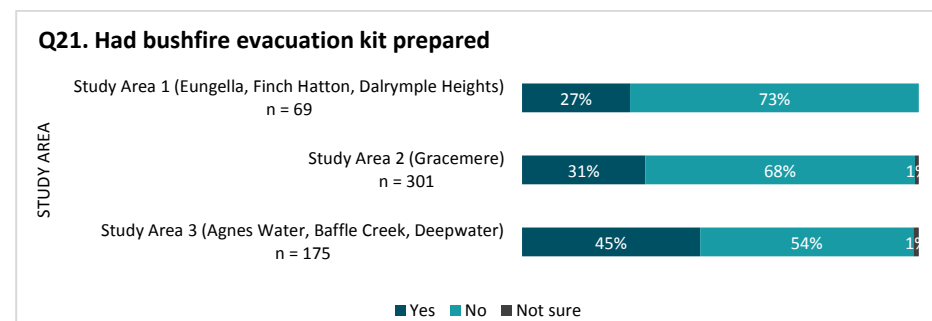 Q21. Had bushfire evacuation kit prepared
STUDY AREA
Study Area 1 (Eungella, Finch Hatton, Dalrymple Heights)
n = 69
27% 73%
Study Area 2 (Gracemere)
n = 301
31% 68% 1%
Study Area 3 (Agnes Water, Baffle Creek, Deepwater)
n = 175
45% 54% 1%
Yes No Not sure